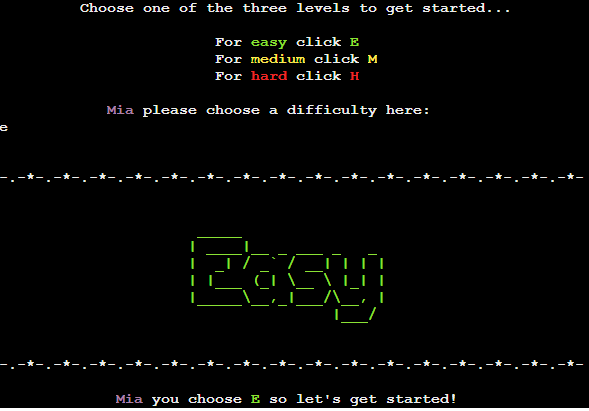 Choose one of the three levels to get started...
For easy click E
For medium click M
For hard click H
Mia please choose a difficulty here:
e
-.-*-.-*-.-*-.-*-.-*-.-*-.-*-.-*-.-*-.-*-.-*-.-*-.-*-
Easy
-.-*-.-*-.-*-.-*-.-*-.-*-.-*-.-*-.-*-.-*-.-*-.-*-.-*-
Mia you choose E so let's get started!